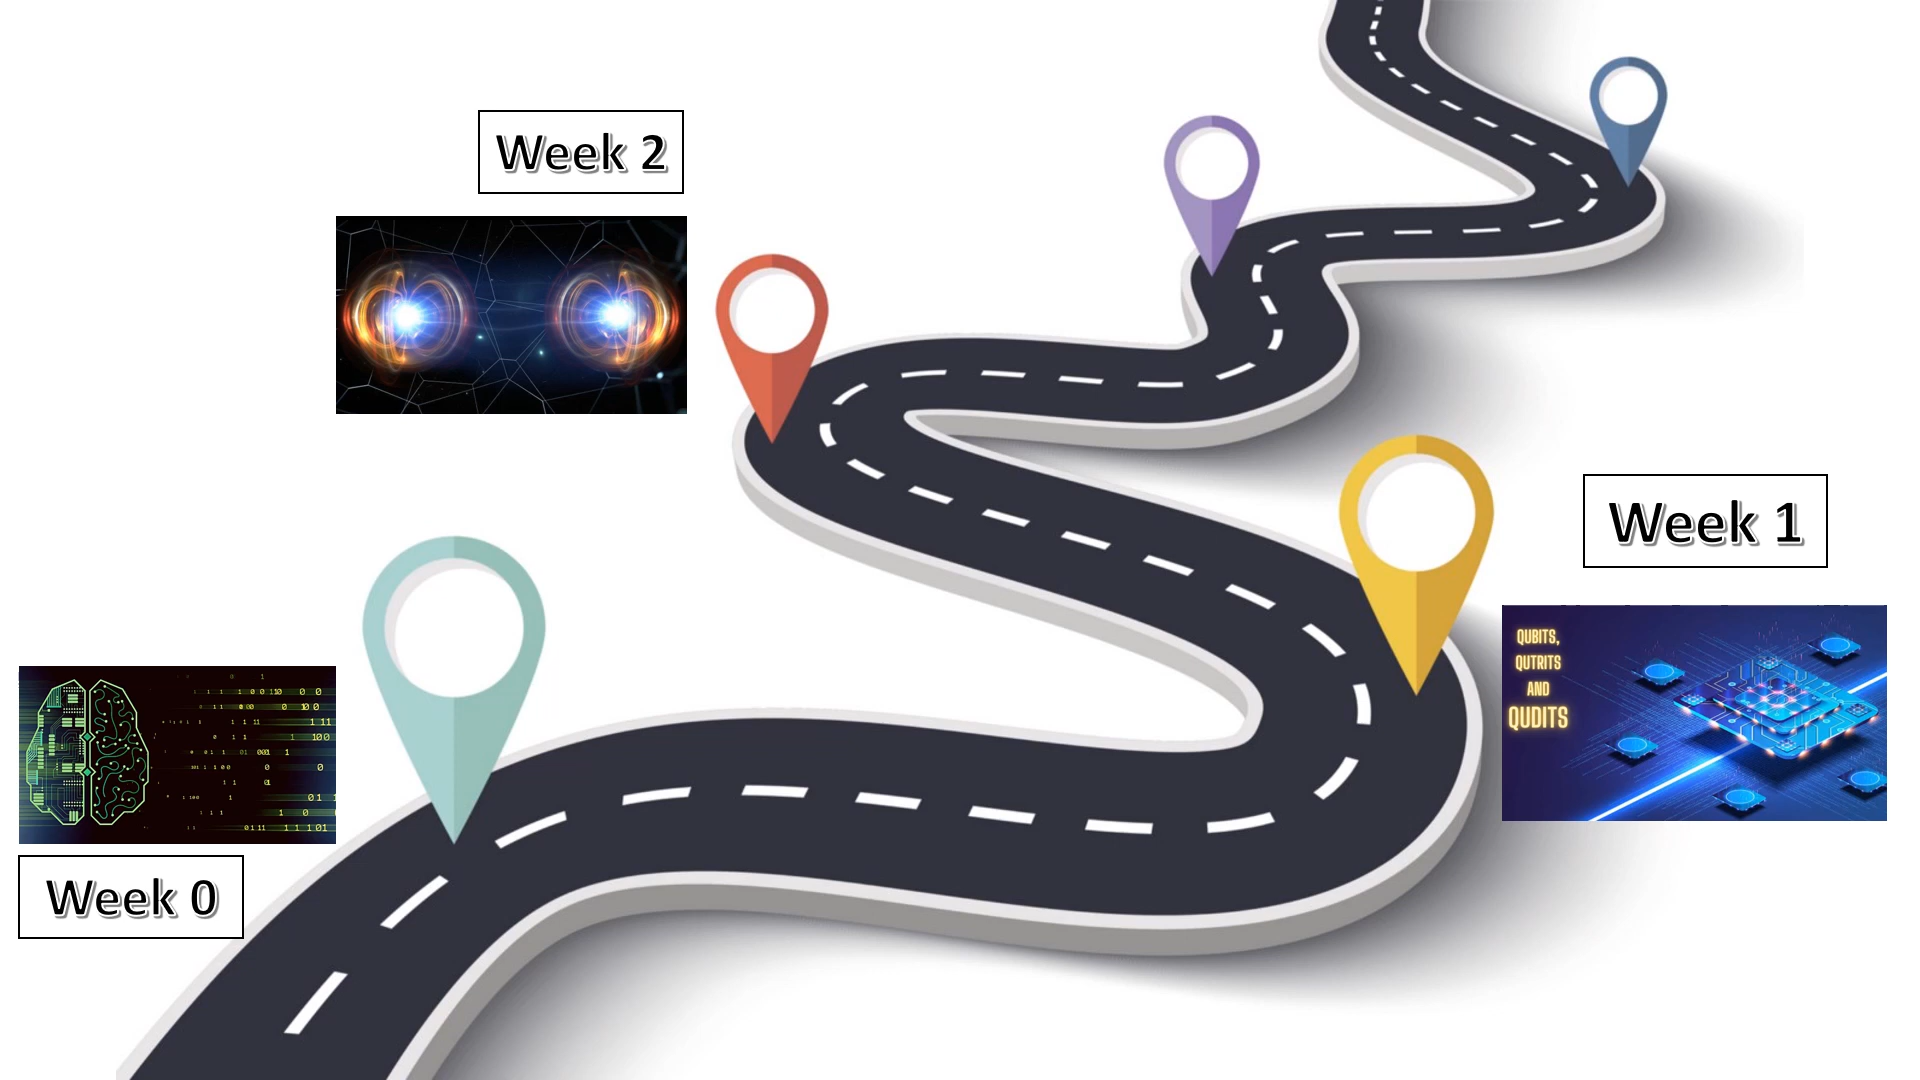 Week 2
Week 1
QUBITS,
QUTRITS
AND
QUDITS
Week 0